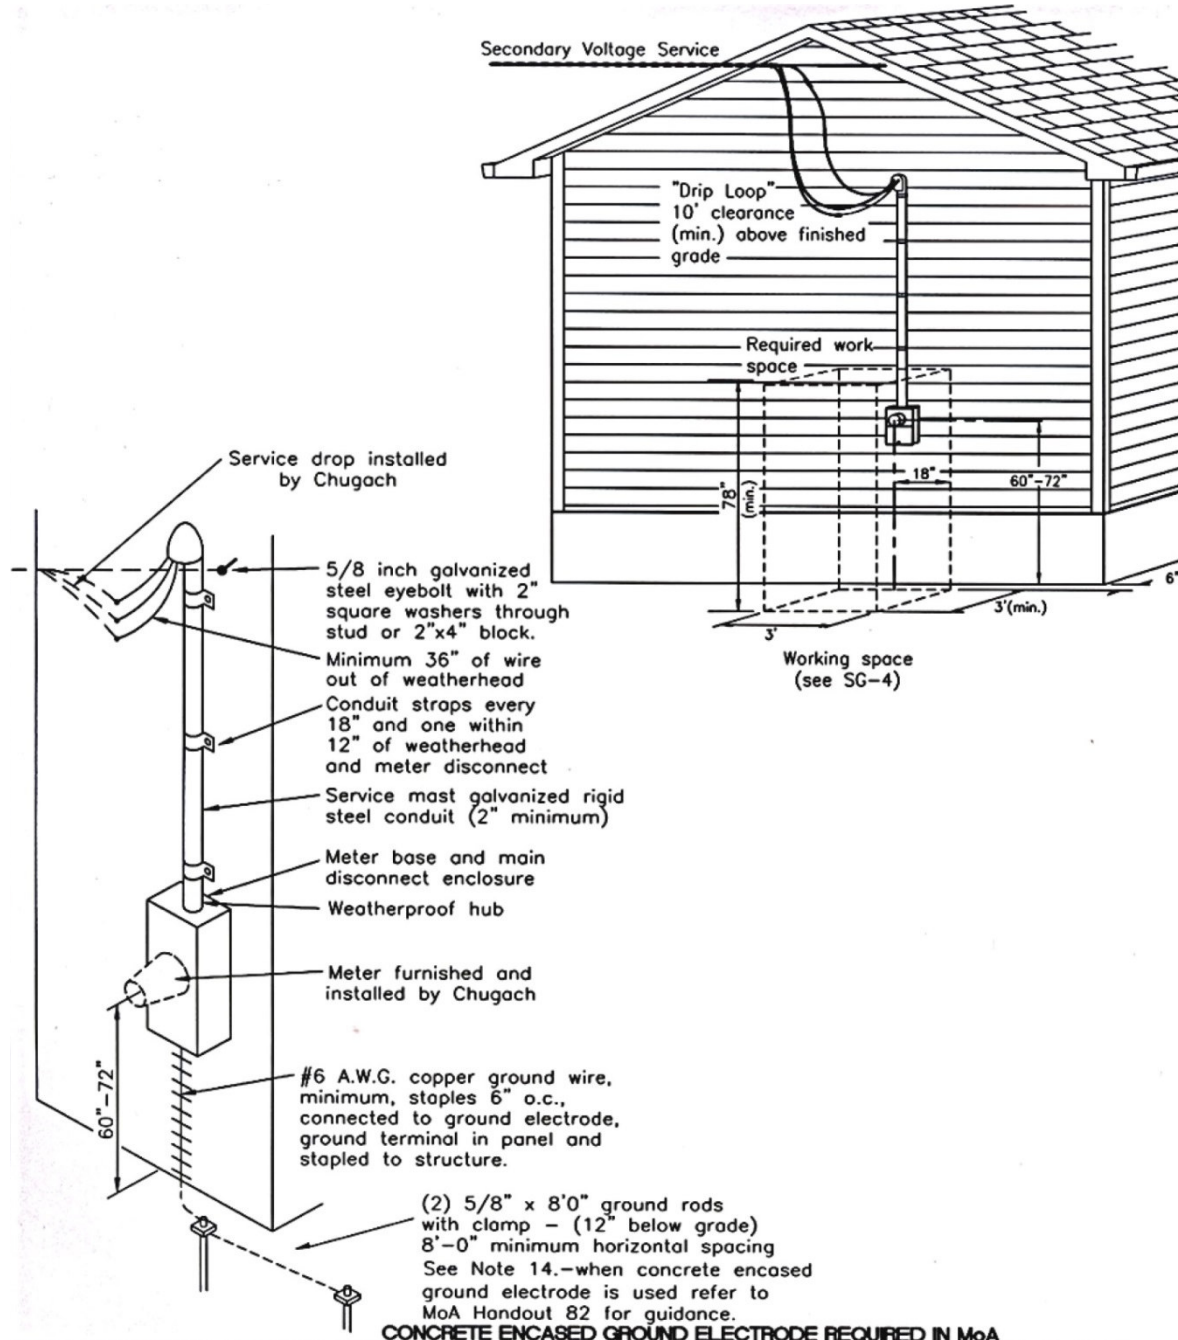 Secondary Voltage Service
"Drip Loop"
10' clearance
(min.) above finished
grade
Required work
space
78"
(min.)
18"
60"-72"
6"
3'(min.)
3'
Working space
(see SG-4)
Service drop installed
by Chugach
5/8 inch galvanized
steel eyebolt with 2"
square washers through
stud or 2"x4" block.
Minimum 36" of wire
out of weatherhead
Conduit straps every
18" and one within
12" of weatherhead
and meter disconnect
Service mast galvanized rigid
steel conduit (2" minimum)
Meter base and main
disconnect enclosure
Weatherproof hub
Meter furnished and
installed by Chugach
60"-72"
#6 A.W.G. copper ground wire,
minimum, staples 6" o.c.,
connected to ground electrode,
ground terminal in panel and
stapled to structure.
(2) 5/8" x 8'0" ground rods
with clamp - (12" below grade)
8'-0" minimum horizontal spacing
See Note 14.-when concrete encased
ground electrode is used refer to
MoA Handout 82 for guidance.
CONCRETE ENCASED GROUND ELECTRODE REQUIRED IN MoA